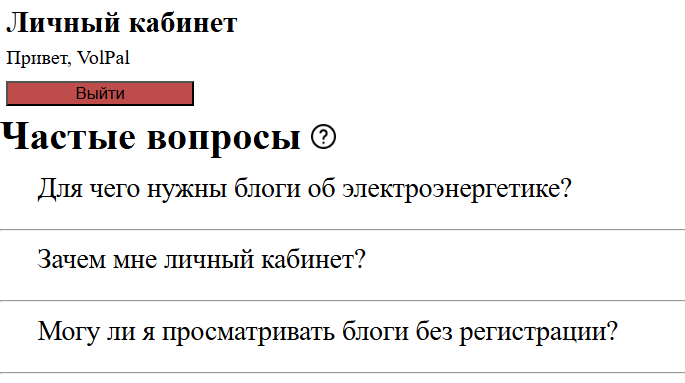 Личный кабинет
Привет, VolPal
Выйти
Частые вопросы
Для чего нужны блоги об электроэнергетике?
Зачем мне личный кабинет?
Могу ли я просматривать блоги без регистрации?